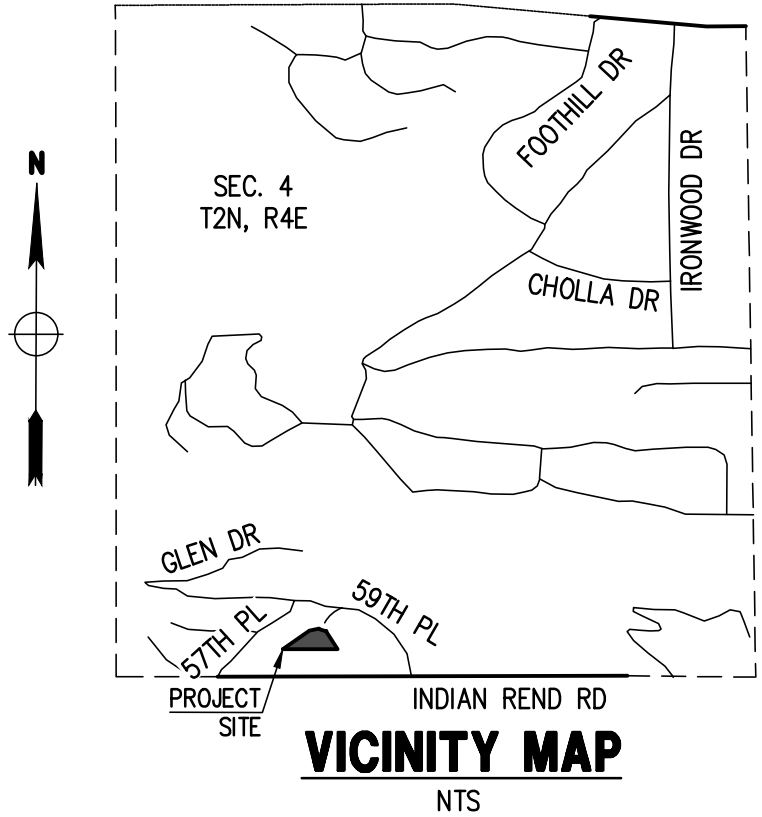 FOOTHILL DR
N
IRONWOOD DR
SEC. 4
T2N, R4E
CHOLLA DR
GLEN DR
59TH PL
57TH PL
PROJECT
SITE
INDIAN REND RD
VICINITY MAP
NTS